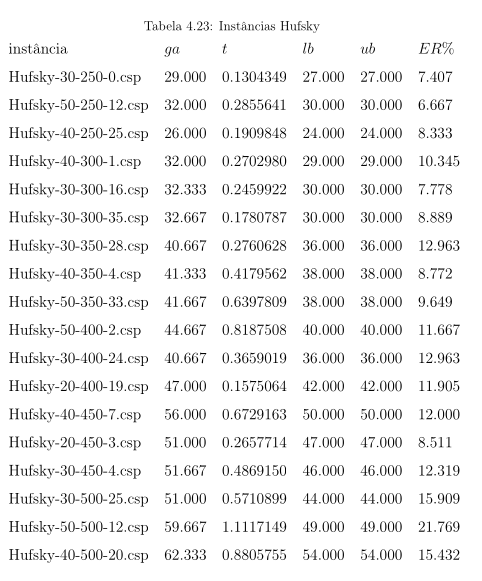 Tabela 4.23: Instâncias Hufsky
instância ga t lb ub ER%
Hufsky-30-250-0.csp 29.000 0.1304349 27.000 27.000 7.407
Hufsky-50-250-12.csp 32.000 0.2855641 30.000 30.000 6.667
Hufsky-40-250-25.csp 26.000 0.1909848 24.000 24.000 8.333
Hufsky-40-300-1.csp 32.000 0.2702980 29.000 29.000 10.345
Hufsky-30-300-16.csp 32.333 0.2459922 30.000 30.000 7.778
Hufsky-30-300-35.csp 32.667 0.1780787 30.000 30.000 8.889
Hufsky-30-350-28.csp 40.667 0.2760628 36.000 36.000 12.963
Hufsky-40-350-4.csp 41.333 0.4179562 38.000 38.000 8.772
Hufsky-50-350-33.csp 41.667 0.6397809 38.000 38.000 9.649
Hufsky-50-400-2.csp 44.667 0.8187508 40.000 40.000 11.667
Hufsky-30-400-24.csp 40.667 0.3659019 36.000 36.000 12.963
Hufsky-20-400-19.csp 47.000 0.1575064 42.000 42.000 11.905
Hufsky-40-450-7.csp 56.000 0.6729163 50.000 50.000 12.000
Hufsky-20-450-3.csp 51.000 0.2657714 47.000 47.000 8.511
Hufsky-30-450-4.csp 51.667 0.4869150 46.000 46.000 12.319
Hufsky-30-500-25.csp 51.000 0.5710899 44.000 44.000 15.909
Hufsky-50-500-12.csp 59.667 1.1117149 49.000 49.000 21.769
Hufsky-40-500-20.csp 62.333 0.8805755 54.000 54.000 15.432